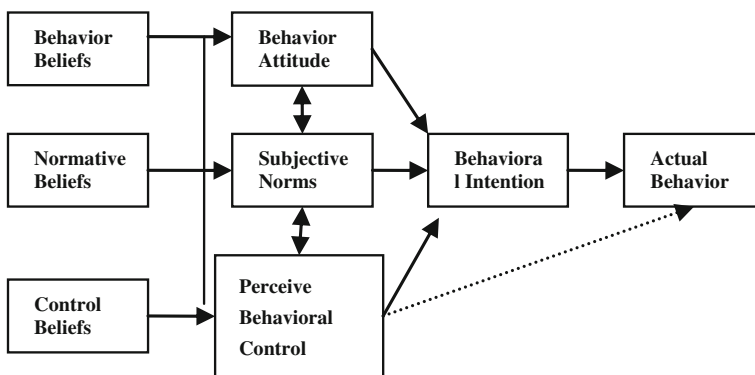 Behavior
Beliefs
Behavior
Attitude
Normative
Beliefs
Subjective
Norms
Behaviora
l Intention
Actual
Behavior
Control
Beliefs
Perceive
Behavioral
Control